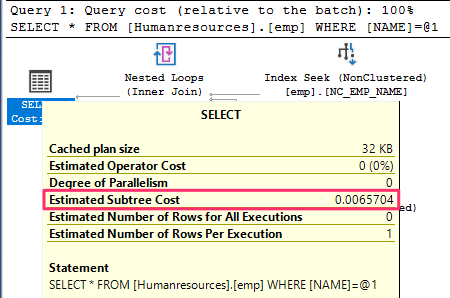 Query 1: Query cost (relative to the batch): 100%
SELECT * FROM [Humanresources].[emp] WHERE [NAME]=@1
Nested Loops
(Inner Join)
Index Seek (NonClustered)
[emp].[NC_EMP_NAME]
SELECT
Cached plan size 32 KB
Estimated Operator Cost 0 (0%)
Degree of Parallelism 0
Estimated Subtree Cost 0.0065704
Estimated Number of Rows for All Executions 0
Estimated Number of Rows Per Execution 1
Statement
SELECT * FROM [Humanresources].[emp] WHERE [NAME]=@1